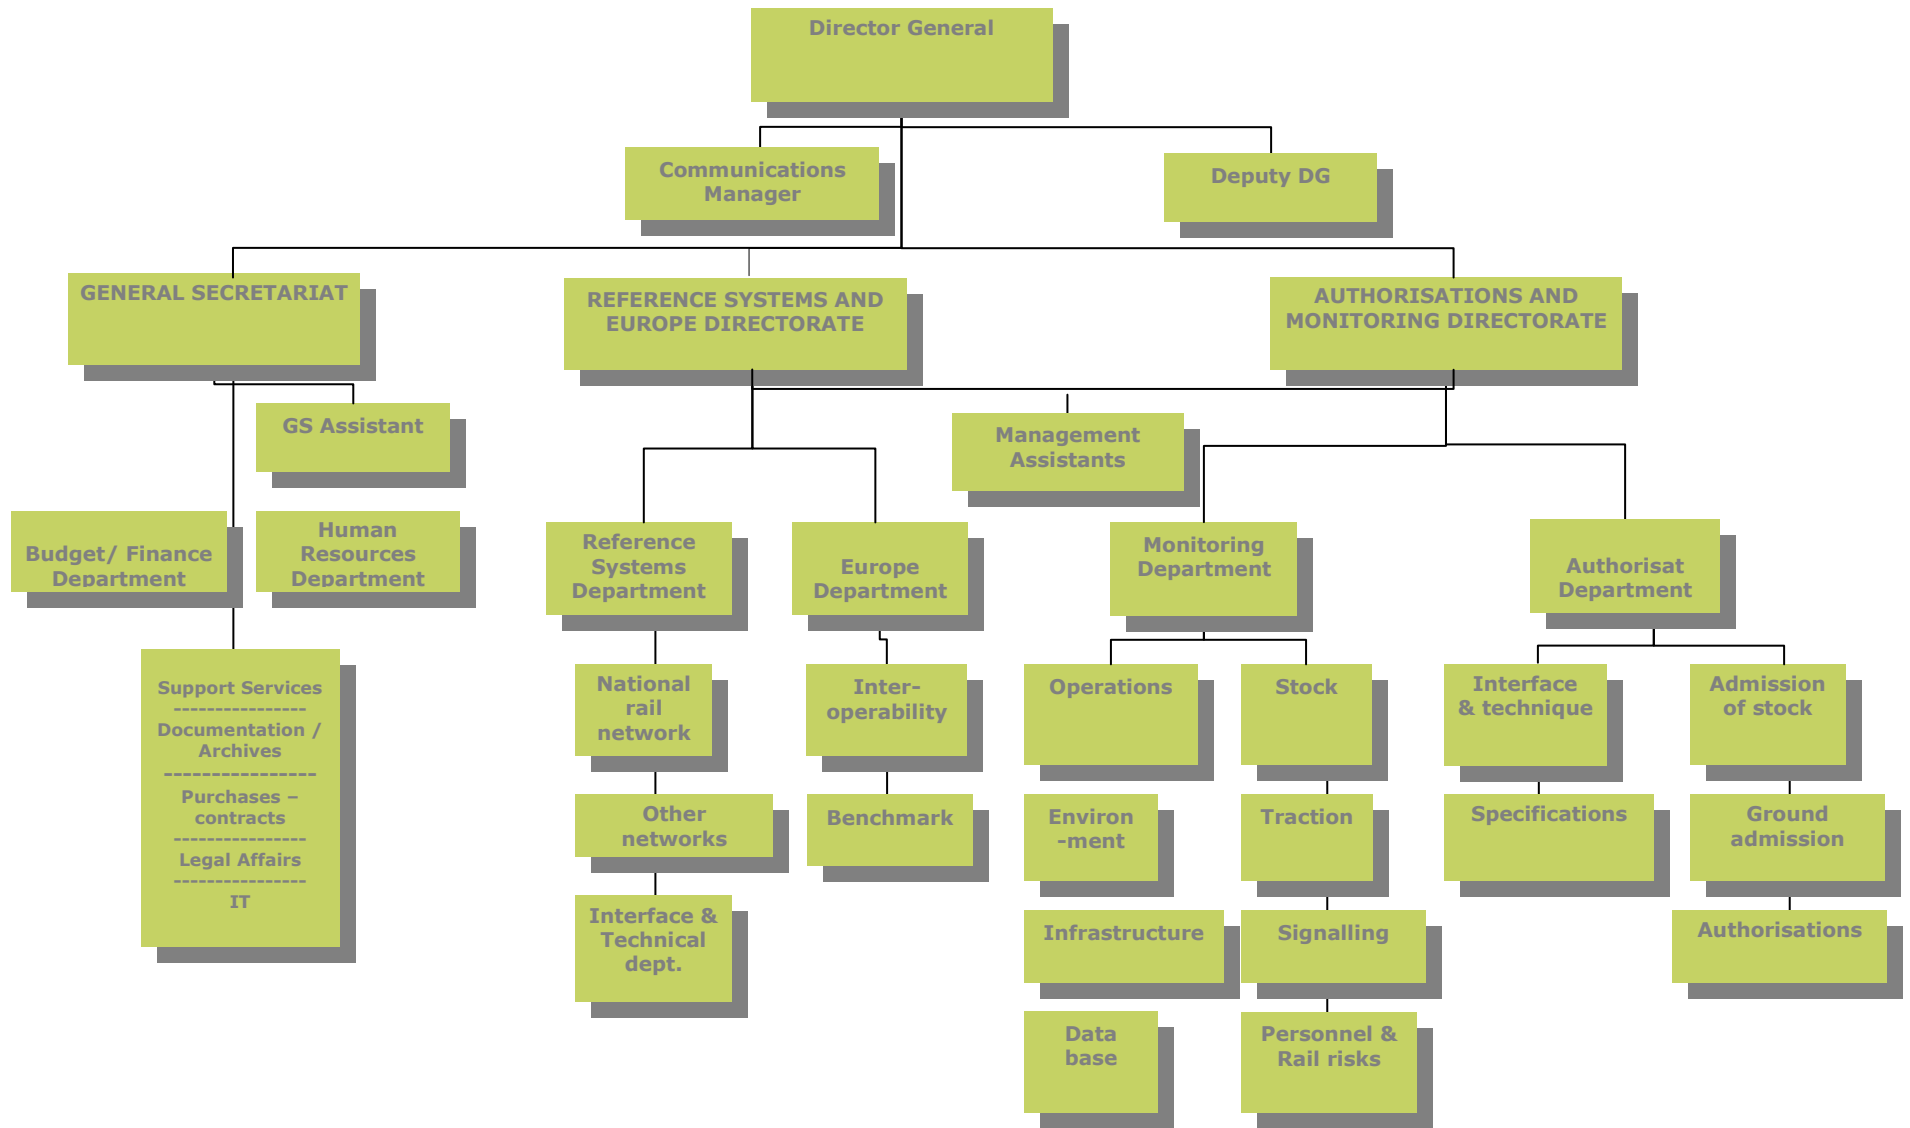 Director General
Communications
Manager
Deputy DG
GENERAL SECRETARIAT
REFERENCE SYSTEMS AND
EUROPE DIRECTORATE
AUTHORISATIONS AND
MONITORING DIRECTORATE
GS Assistant
Management
Assistants
Budget/ Finance
Department
Human
Resources
Department
Reference
Systems
Department
Europe
Department
Monitoring
Department
Authorisat
Department
Support Services
----------------
Documentation /
Archives
----------------
Purchases –
contracts
----------------
Legal Affairs
----------------
IT
National
rail
network
Inter-
operability
Operations
Stock
Interface
& technique
Admission
of stock
Other
networks
Benchmark
Environ
-ment
Traction
Specifications
Ground
admission
Interface &
Technical
dept.
Infrastructure
Signalling
Authorisations
Data
base
Personnel &
Rail risks